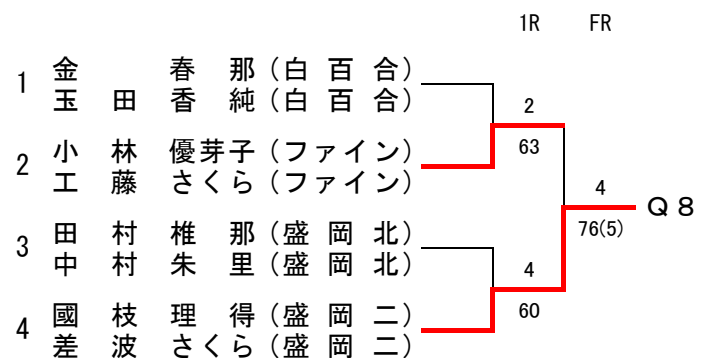 1R FR
1 金 春 那 (白 百 合)
玉 田 香 純 (白 百 合)
2
63
2 小 林 優芽子 (ファイン)
工 藤 さくら (ファイン)
4
76(5)
Q8
3 田 村 椎 那 (盛 岡 北)
中 村 朱 里 (盛 岡 北)
4
60
4 國 枝 理 得 (盛 岡 二)
差 波 さくら (盛 岡 二)